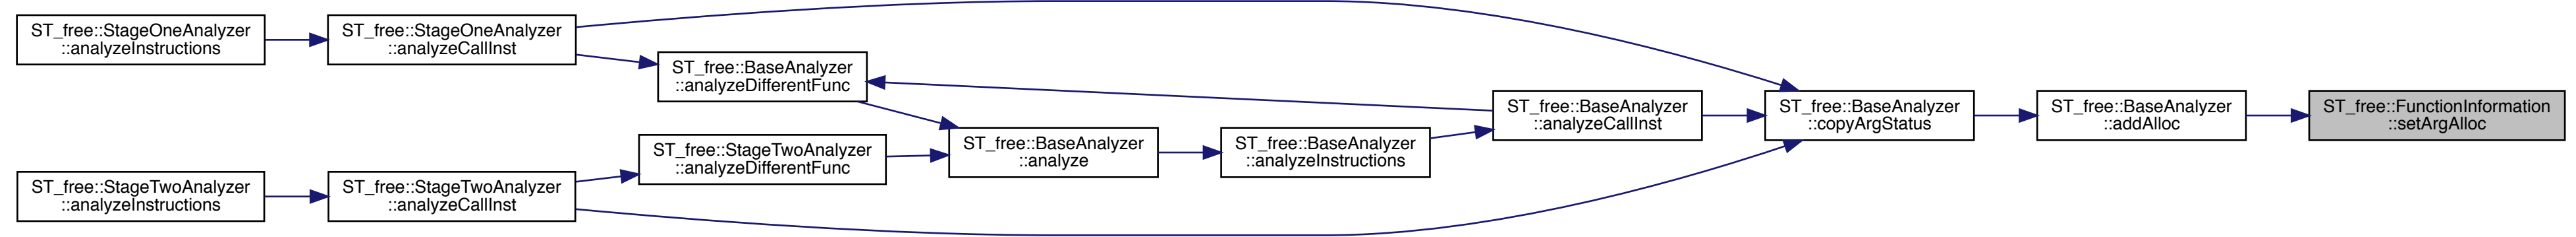 ST_free::StageOneAnalyzer
::analyzeInstructions
ST_free::StageOneAnalyzer
::analyzeCallInst
ST_free::BaseAnalyzer
::analyzeDifferentFunc
ST_free::BaseAnalyzer
::analyzeCallInst
ST_free::BaseAnalyzer
::copyArgStatus
ST_free::BaseAnalyzer
::addAlloc
ST_free::FunctionInformation
::setArgAlloc
ST_free::StageTwoAnalyzer
::analyzeDifferentFunc
ST_free::BaseAnalyzer
::analyze
ST_free::BaseAnalyzer
::analyzeInstructions
ST_free::StageTwoAnalyzer
::analyzeInstructions
ST_free::StageTwoAnalyzer
::analyzeCallInst